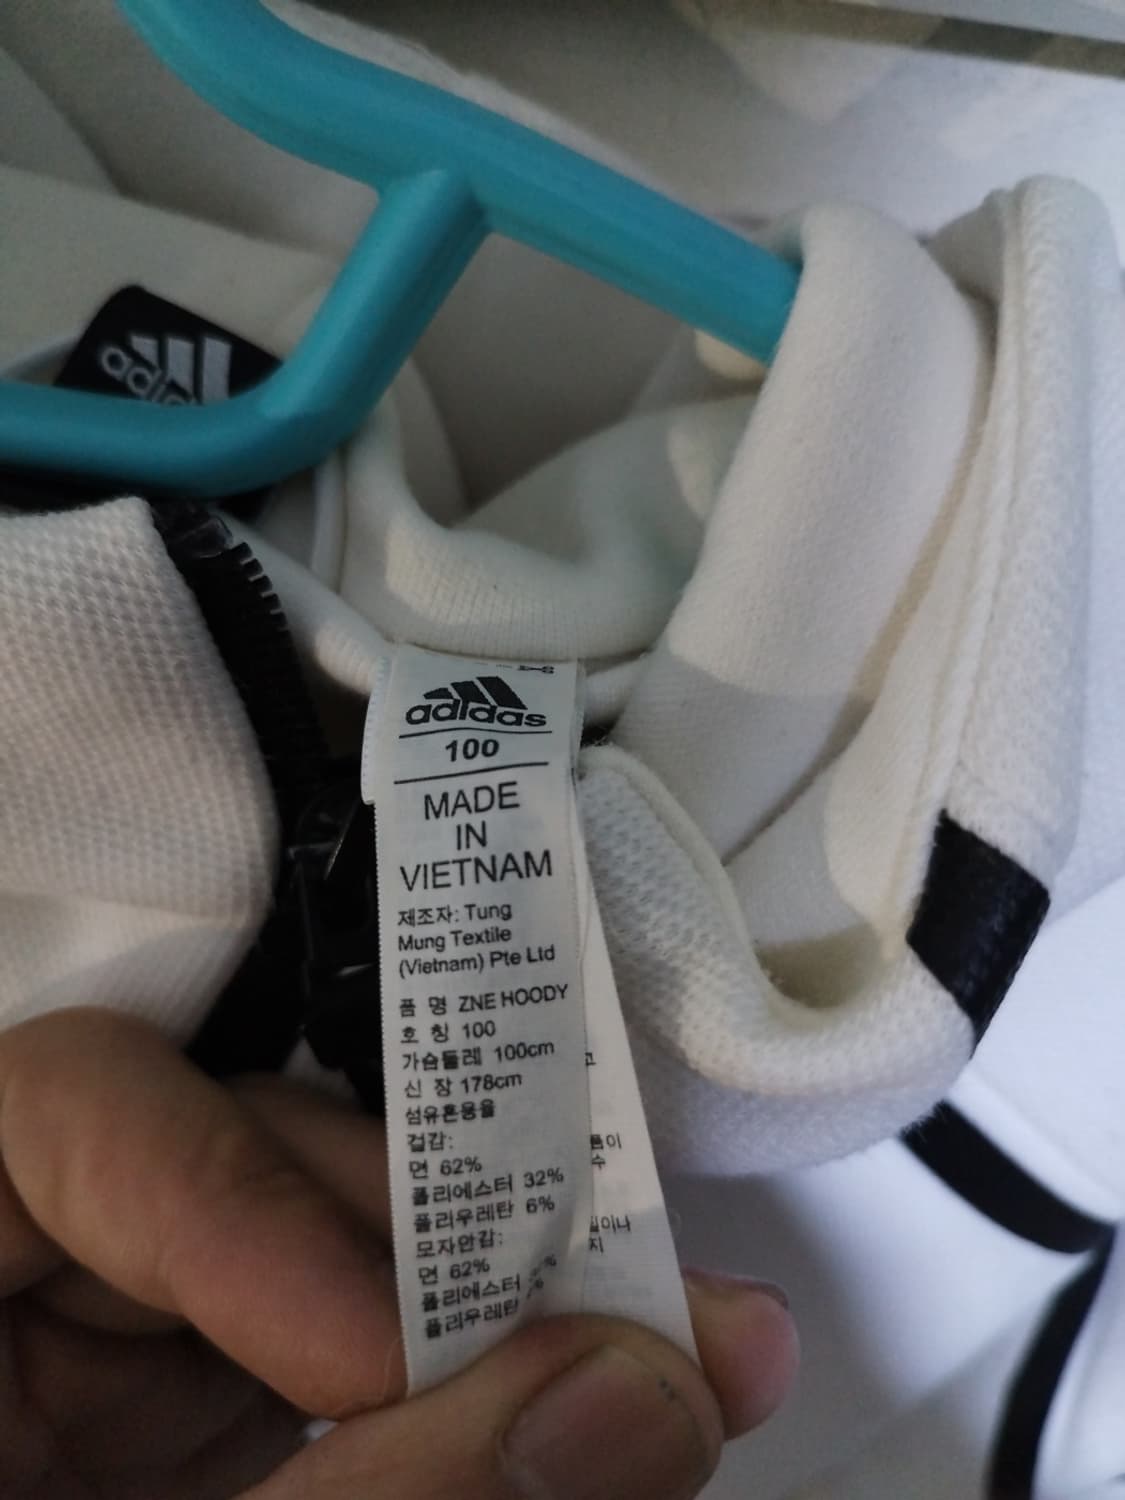 adidas
adidas
100
MADE
IN
VIETNAM
제조자: Tung
Mung Textile
(Vietnam) Pte Ltd
품 명 ZNE HOODY
호 칭 100
가슴둘레 100cm
신 장 178cm
섬유혼용율
겉감:
면 62%
폴리에스터 32%
폴리우레탄 6%
모자안감:
면 62%
폴리에스터
폴리우레탄